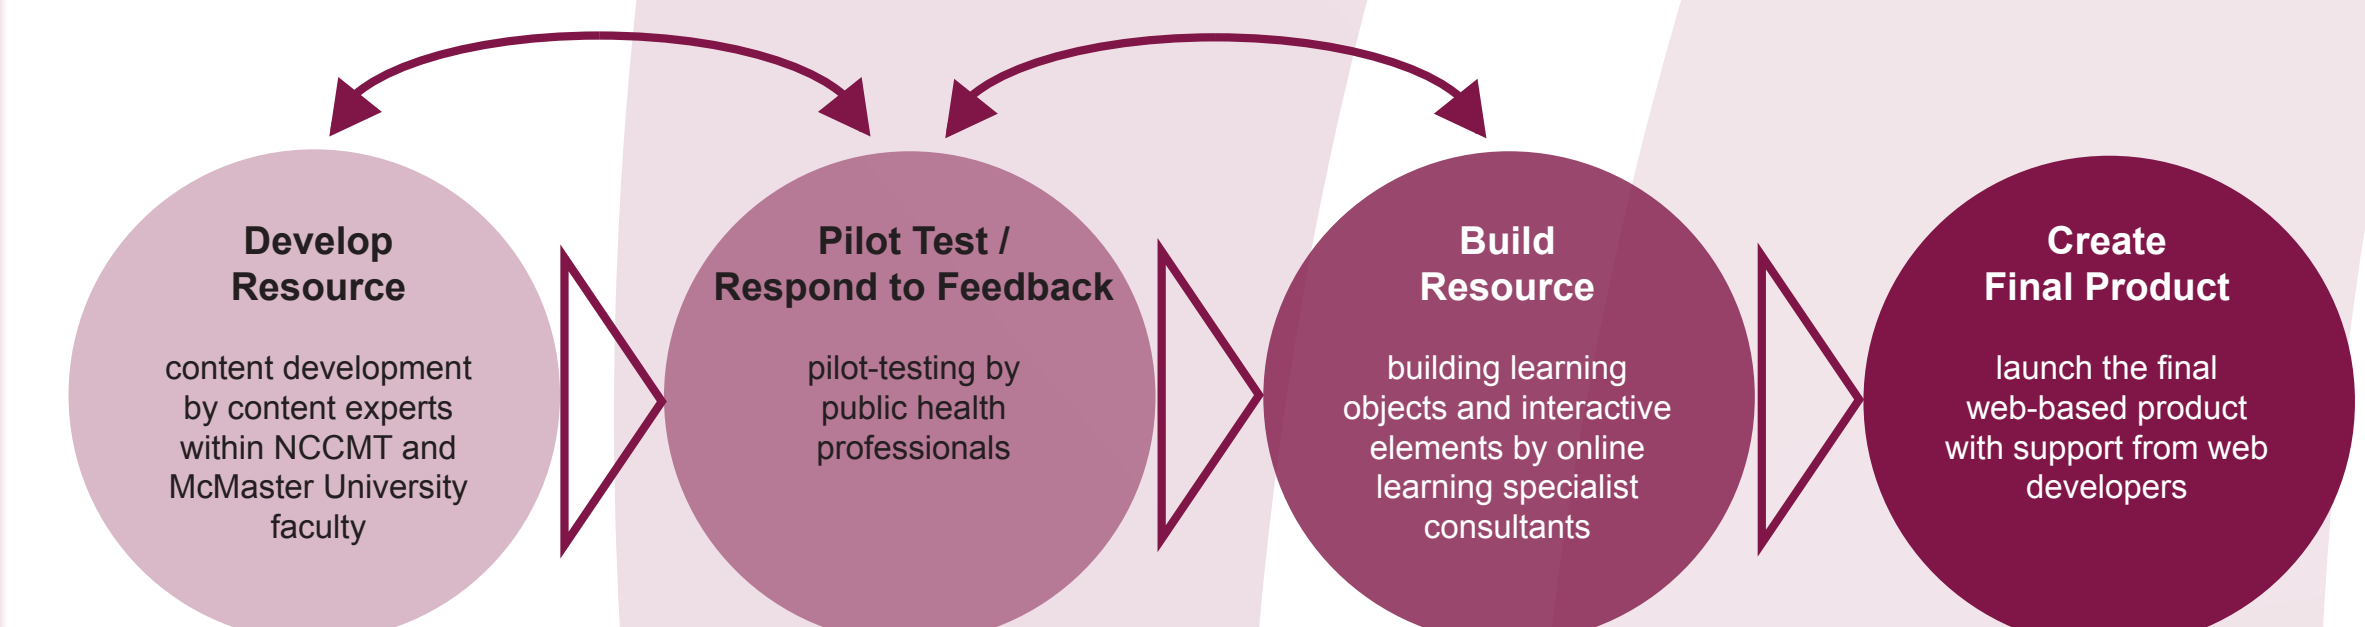 Develop
Resource
content development
by content experts
within NCCMT and
McMaster University
faculty
Pilot Test /
Respond to Feedback
pilot-testing by
public health
professionals
Build
Resource
building learning
objects and interactive
elements by online
learning specialist
consultants
Create
Final Product
launch the final
web-based product
with support from web
developers